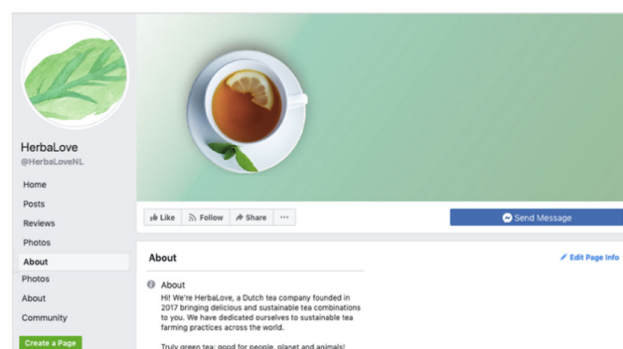 HerbaLove
@HerbaLoveNL
Home
Posts
Reviews
Photos
About
Photos
About
Community
Create a Page
Like Follow Share ···
Send Message
About
Edit Page Info
About
Hi! We're HerbaLove, a Dutch tea company founded in
2017 bringing delicious and sustainable tea combinations
to you. We have dedicated ourselves to sustainable tea
farming practices across the world.
Truly green tea: good for people, planet and animals!